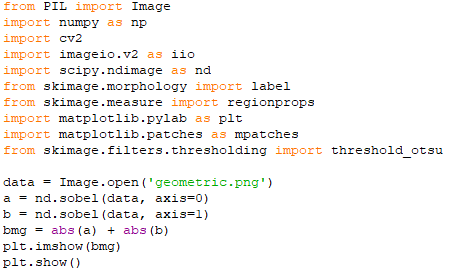 from PIL import Image
import numpy as np
import cv2
import imageio.v2 as iio
import scipy.ndimage as nd
from skimage.morphology import label
from skimage.measure import regionprops
import matplotlib.pylab as plt
import matplotlib.patches as mpatches
from skimage.filters.thresholding import threshold_otsu
data = Image.open('geometric.png')
a = nd.sobel(data, axis=0)
b = nd.sobel(data, axis=1)
bmg = abs(a) + abs(b)
plt.imshow(bmg)
plt.show()